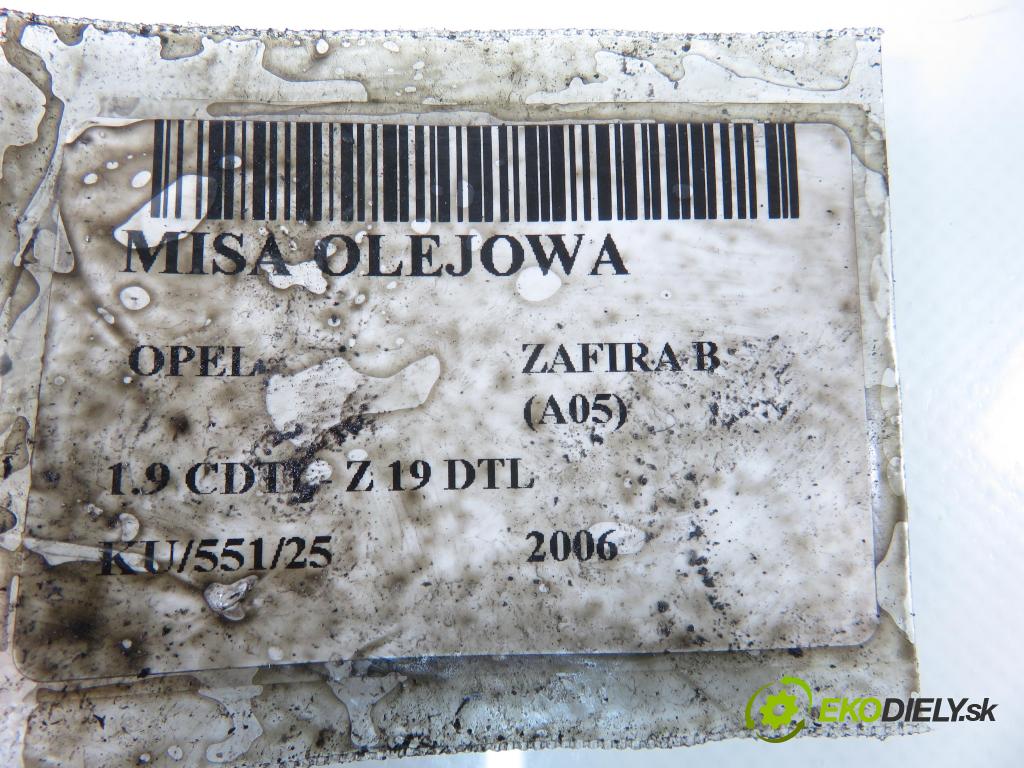 MISA OLEJOWA
OPEL ZAFIRA B
(A05)
1.9 CDTI Z 19 DTL
KU/551/25 2006
EKODIELY.sk